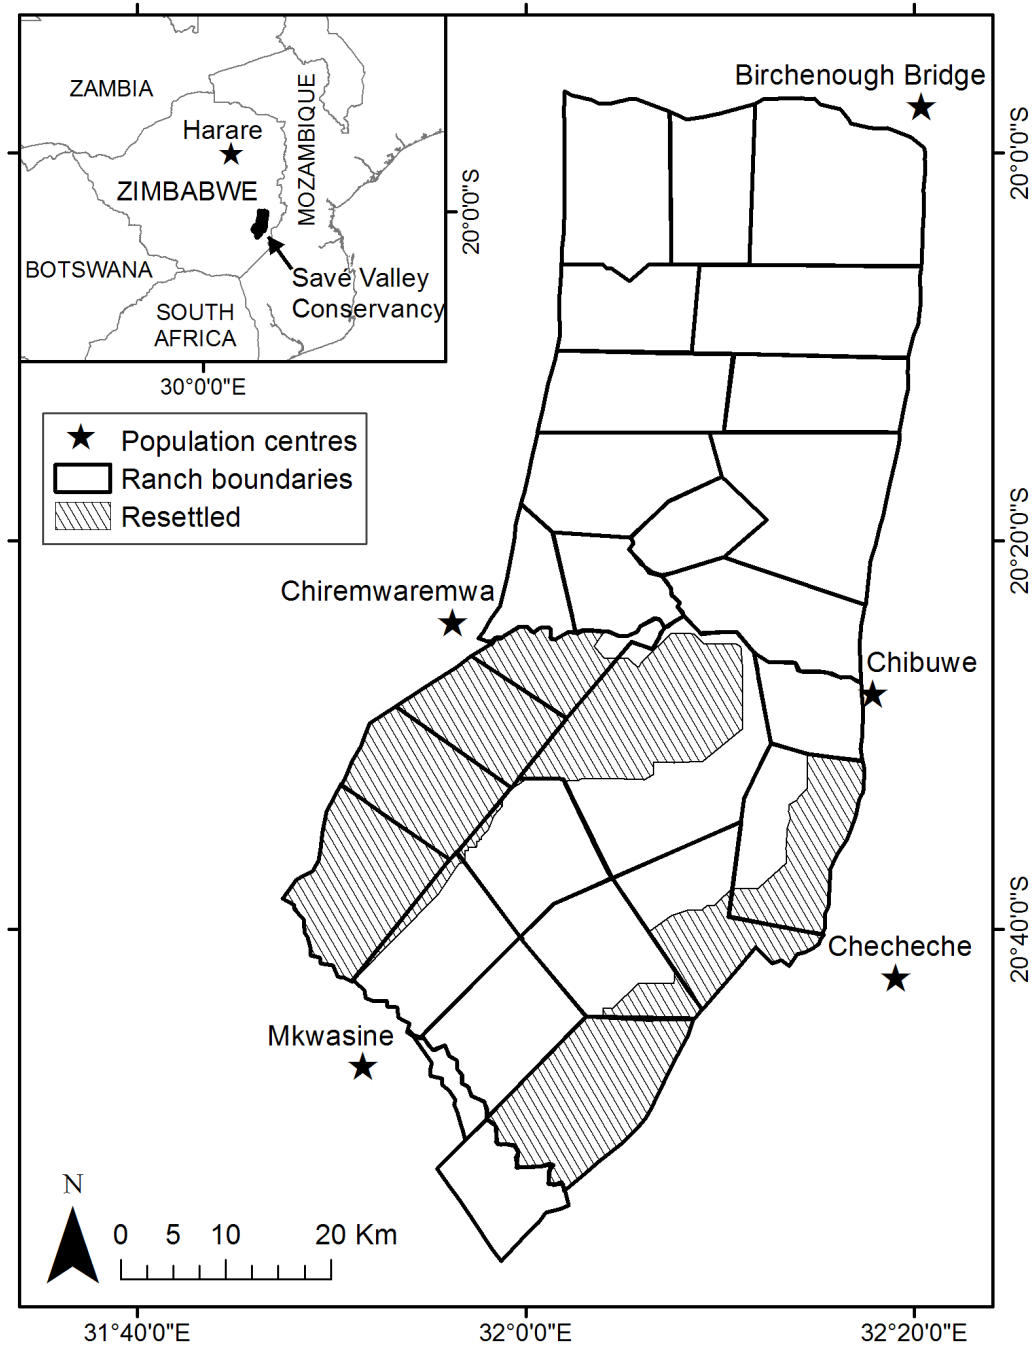 Birchenough Bridge
ZAMBIA
Harare
MOZAMBIQUE
ZIMBABWE
20°0'0"S
BOTSWANA
Savé Valley
Conservancy
SOUTH
AFRICA
30°0'0"E
20°0'0"S
Population centres
Ranch boundaries
Resettled
20°20'0"S
Chiremwaremwa
Chibuwe
20°40'0"S
Checheche
Mkwasine
N
0 5 10 20 Km
31°40'0"E
32°0'0"E
32°20'0"E